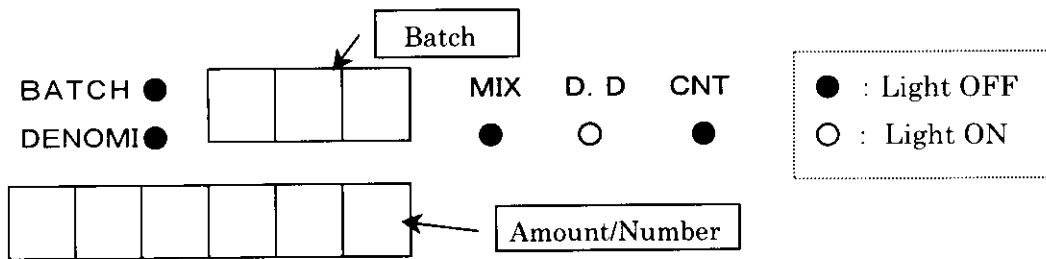 Batch
BATCH
MIX D. D CNT
: Light OFF
DENOMI
: Light ON
Amount/Number